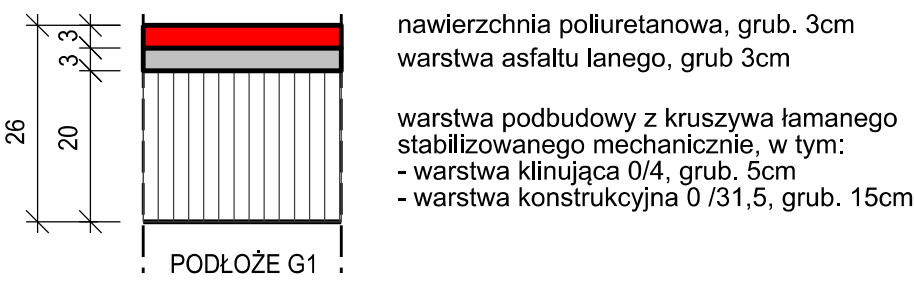 nawierzchnia poliuretanowa, grub. 3cm
warstwa asfaltu lanego, grub 3cm
warstwa podbudowy z kruszywa łamanego
stabilizowanego mechanicznie, w tym:
- warstwa klinująca 0/4, grub. 5cm
- warstwa konstrukcyjna 0 /31,5, grub. 15cm
3
3
26
20
PODŁOŻE G1